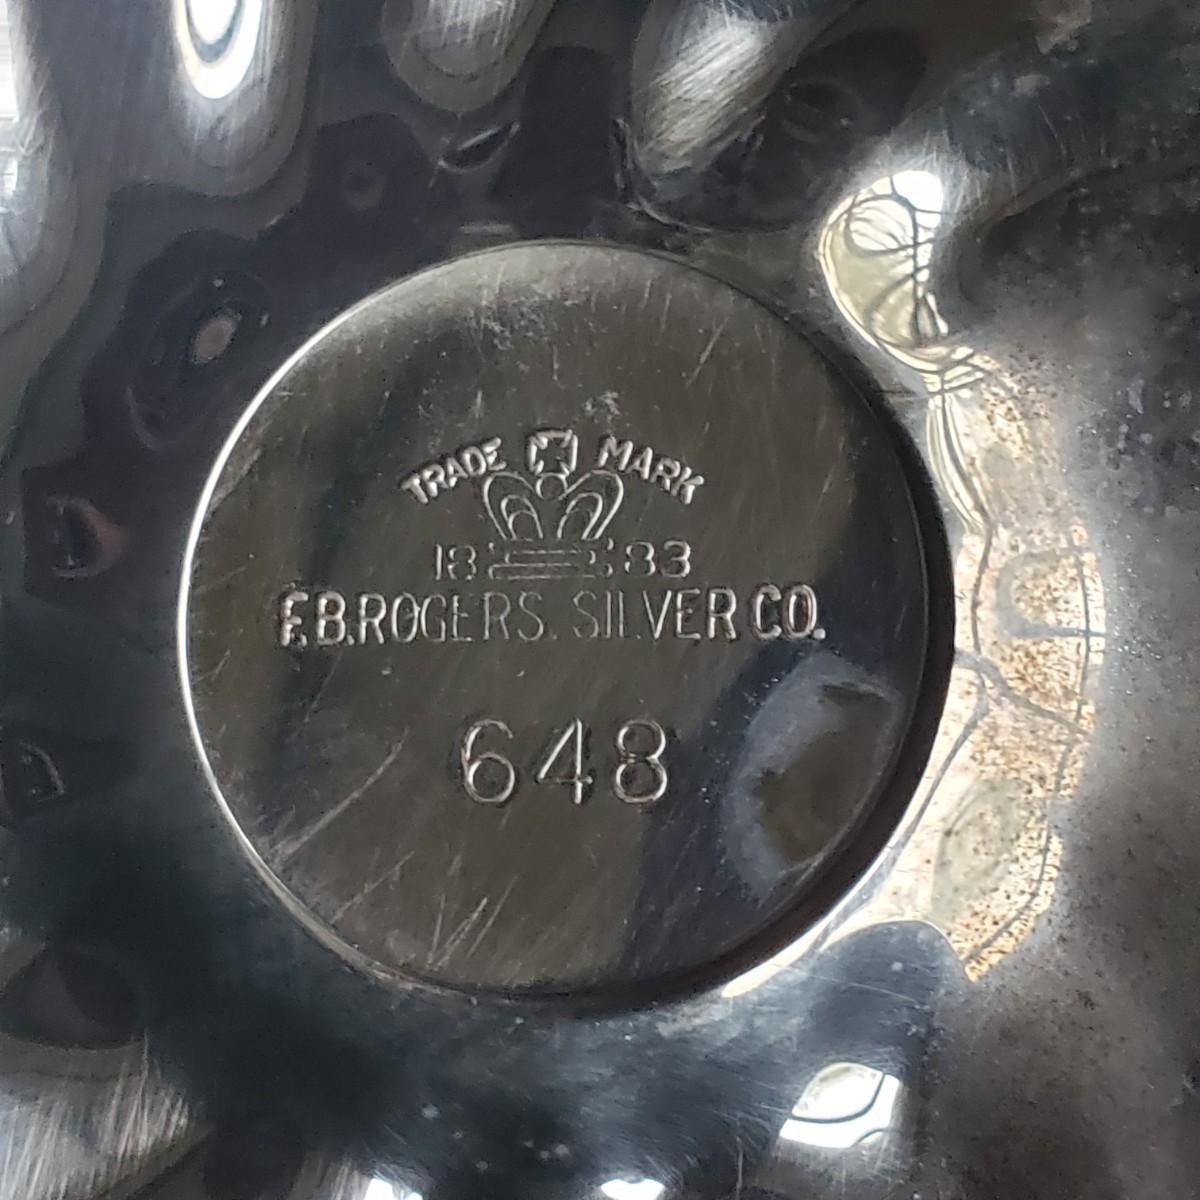 TRADE MARK
18 83
F.B. ROGERS. SILVER CO.
648